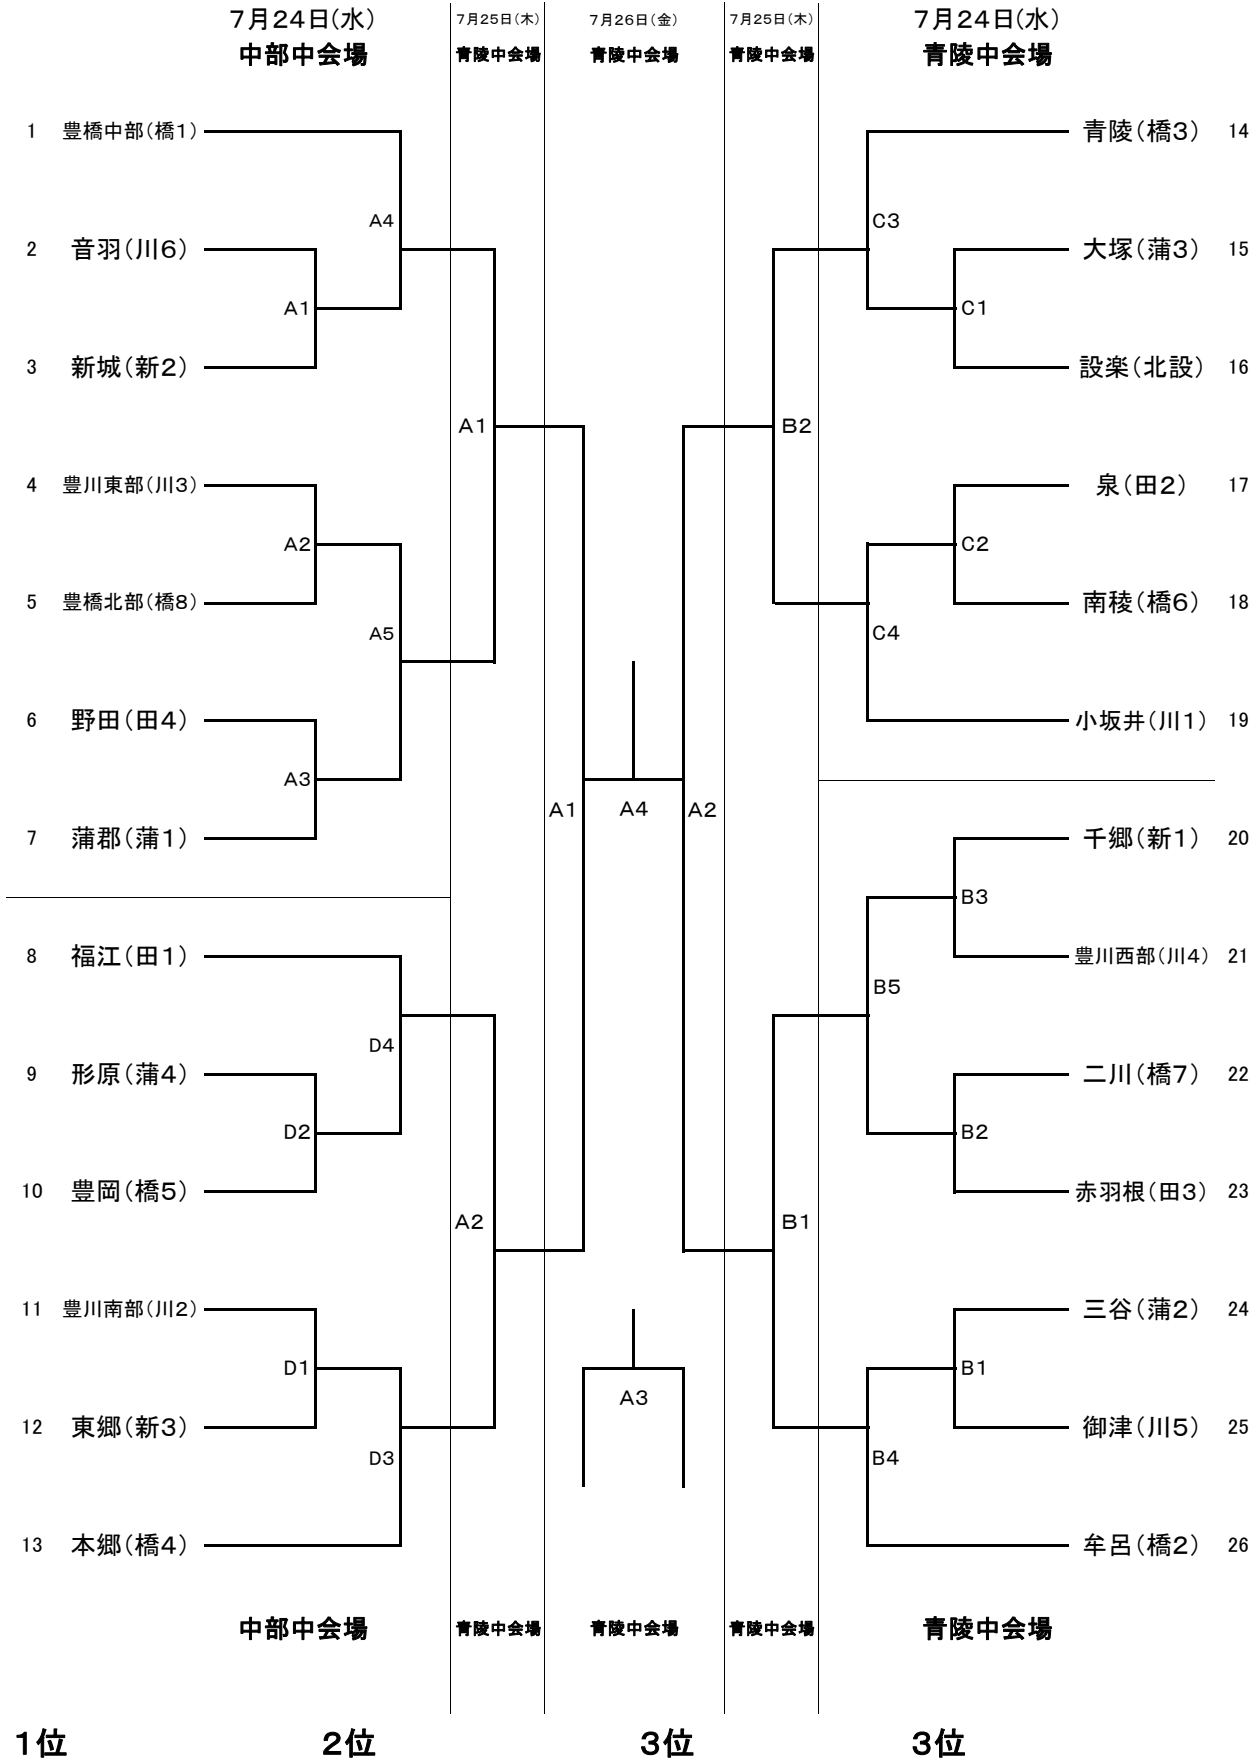 7月24日(水) 7月25日(木) 7月26日(金) 7月25日(木) 7月24日(水)
中部中会場 青陵中会場 青陵中会場 青陵中会場 青陵中会場
1 豊橋中部(橋1) 青陵(橋3) 14
A4 C3
2 音羽(川6) 大塚(蒲3) 15
A1 C1
3 新城(新2) 設楽(北設) 16
A1 B2
4 豊川東部(川3) 泉(田2) 17
A2 C2
5 豊橋北部(橋8) 南稜(橋6) 18
A5 C4
6 野田(田4) 小坂井(川1) 19
A3
A1 A4 A2
7 蒲郡(蒲1) 千郷(新1) 20
B3
8 福江(田1) 豊川西部(川4) 21
B5
D4
9 形原(蒲4) 二川(橋7) 22
D2 B2
10 豊岡(橋5) 赤羽根(田3) 23
A2 B1
11 豊川南部(川2) 三谷(蒲2) 24
D1 B1
A3
12 東郷(新3) 御津(川5) 25
D3 B4
13 本郷(橋4) 牟呂(橋2) 26
中部中会場 青陵中会場 青陵中会場 青陵中会場 青陵中会場
1位 2位 3位 3位